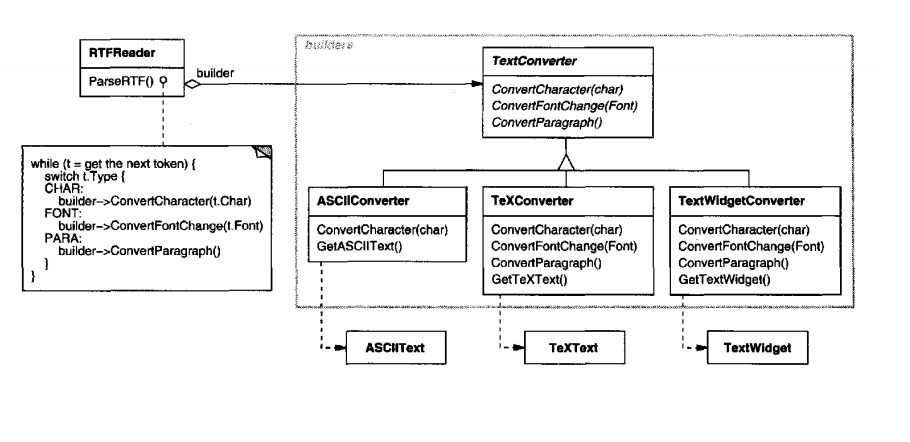 builders
RTFReader
ParseRTF()
builder
TextConverter
ConvertCharacter(char)
ConvertFontChange(Font)
ConvertParagraph()
while (t = get the next token) {
switch t.Type {
CHAR:
builder->ConvertCharacter(t.Char)
FONT:
builder->ConvertFontChange(t.Font)
PARA:
builder->ConvertParagraph()
}
}
ASCIIConverter
ConvertCharacter(char)
GetASCIIText()
TeXConverter
ConvertCharacter(char)
ConvertFontChange(Font)
ConvertParagraph()
GetTeXText()
TextWidgetConverter
ConvertCharacter(char)
ConvertFontChange(Font)
ConvertParagraph()
GetTextWidget()
ASCIIText
TeXText
TextWidget